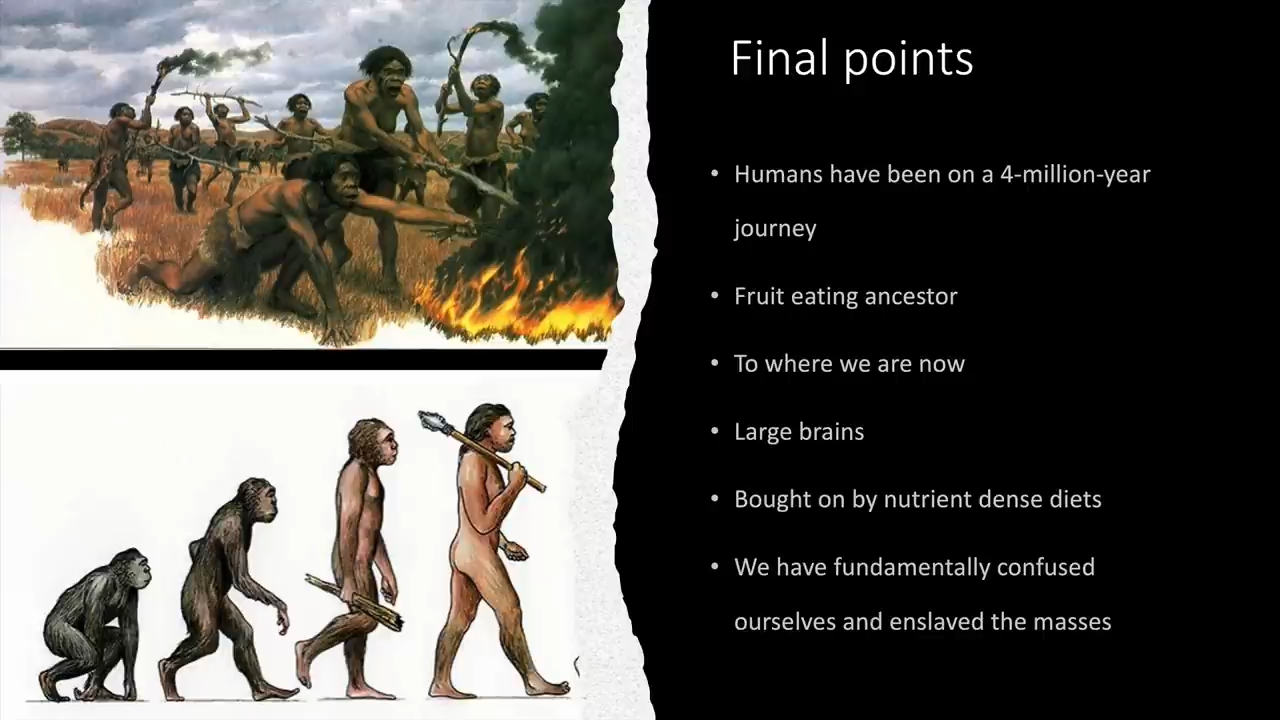 Final points
• Humans have been on a 4-million-year
journey
• Fruit eating ancestor
• To where we are now
• Large brains
• Bought on by nutrient dense diets
• We have fundamentally confused
ourselves and enslaved the masses